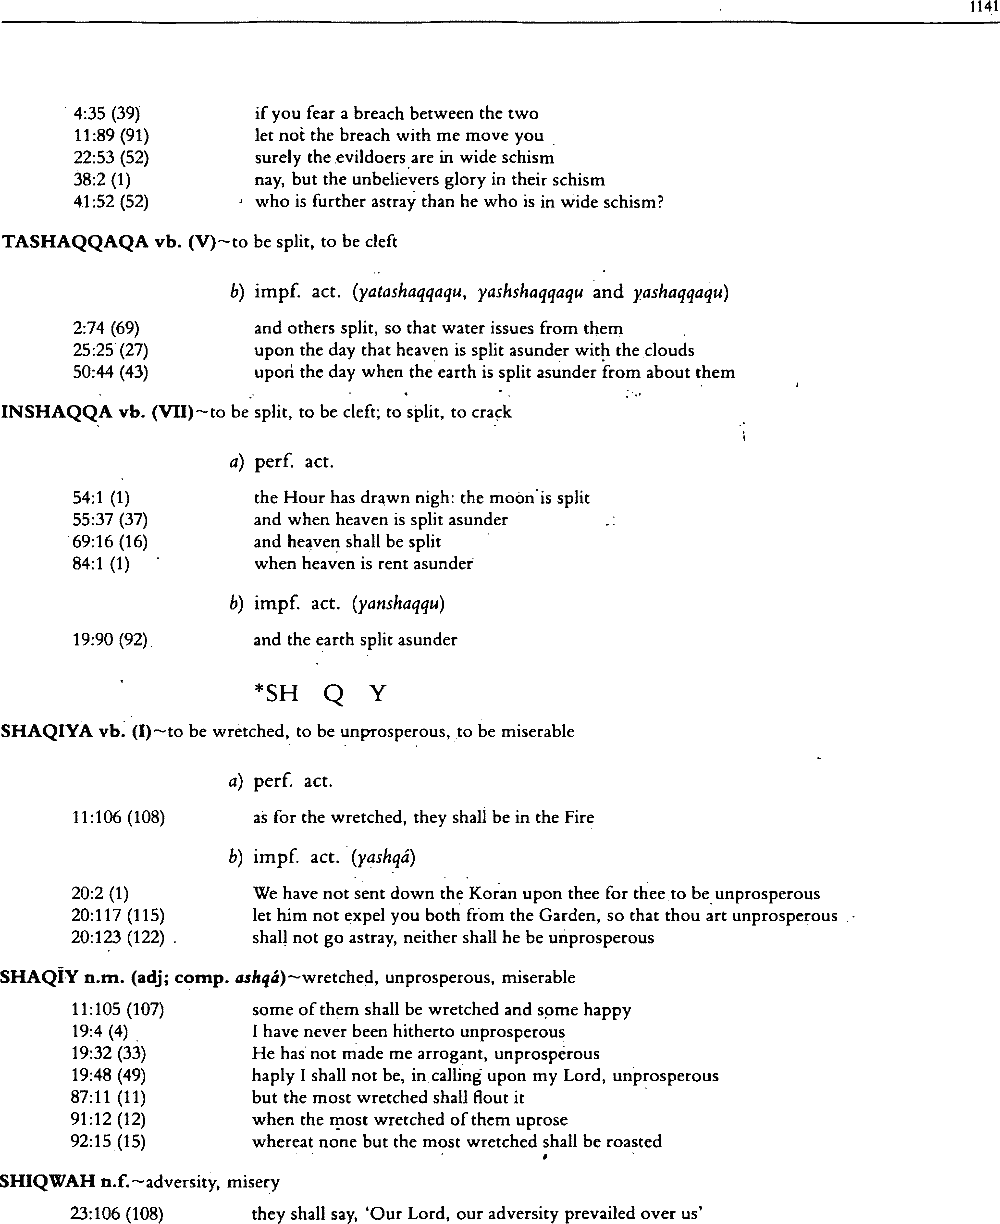 1141
4:35 (39) if you fear a breach between the two
11:89 (91) let not the breach with me move you
22:53 (52) surely the evildoers are in wide schism
38:2 (1) nay, but the unbelievers glory in their schism
41:52 (52) who is further astray than he who is in wide schism?
TASHAQQAQA vb. (V)~to be split, to be cleft
b) impf. act. (yatashaqqaqu, yashshaqqaqu and yashaqqaqu)
2:74 (69) and others split, so that water issues from them
25:25 (27) upon the day that heaven is split asunder with the clouds
50:44 (43) upon the day when the earth is split asunder from about them
INSHAQQA vb. (VII)~to be split, to be cleft; to split, to crack
a) perf. act.
54:1 (1) the Hour has drawn nigh: the moon is split
55:37 (37) and when heaven is split asunder
69:16 (16) and heaven shall be split
84:1 (1) when heaven is rent asunder
b) impf. act. (yanshaqqu)
19:90 (92) and the earth split asunder
*SH Q Y
SHAQIYA vb. (I)~to be wretched, to be unprosperous, to be miserable
a) perf. act.
11:106 (108) as for the wretched, they shall be in the Fire
b) impf. act. (yashqá)
20:2 (1) We have not sent down the Koran upon thee for thee to be unprosperous
20:117 (115) let him not expel you both from the Garden, so that thou art unprosperous
20:123 (122) shall not go astray, neither shall he be unprosperous
SHAQĪY n.m. (adj; comp. ashqá)~wretched, unprosperous, miserable
11:105 (107) some of them shall be wretched and some happy
19:4 (4) I have never been hitherto unprosperous
19:32 (33) He has not made me arrogant, unprosperous
19:48 (49) haply I shall not be, in calling upon my Lord, unprosperous
87:11 (11) but the most wretched shall flout it
91:12 (12) when the most wretched of them uprose
92:15 (15) whereat none but the most wretched shall be roasted
SHIQWAH n.f.~adversity, misery
23:106 (108) they shall say, ‘Our Lord, our adversity prevailed over us’